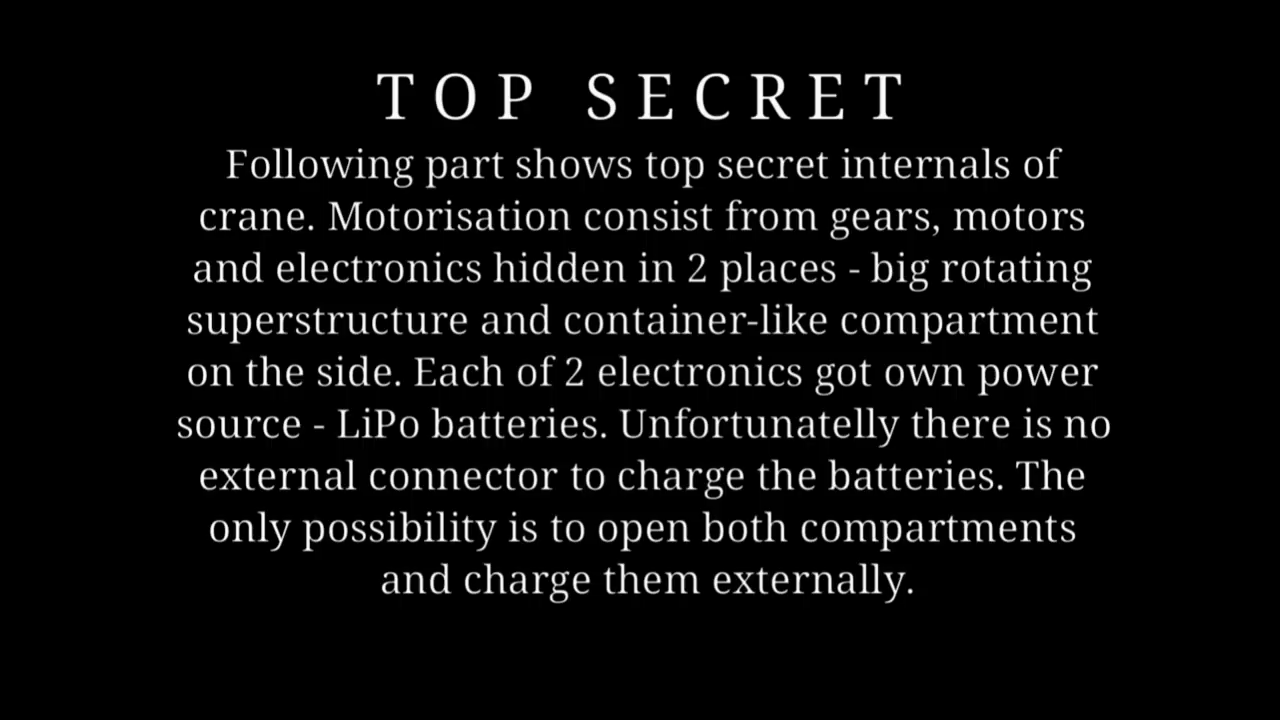 TOP SECRET
Following part shows top secret internals of
crane. Motorisation consist from gears, motors
and electronics hidden in 2 places - big rotating
superstructure and container-like compartment
on the side. Each of 2 electronics got own power
source - LiPo batteries. Unfortunatelly there is no
external connector to charge the batteries. The
only possibility is to open both compartments
and charge them externally.